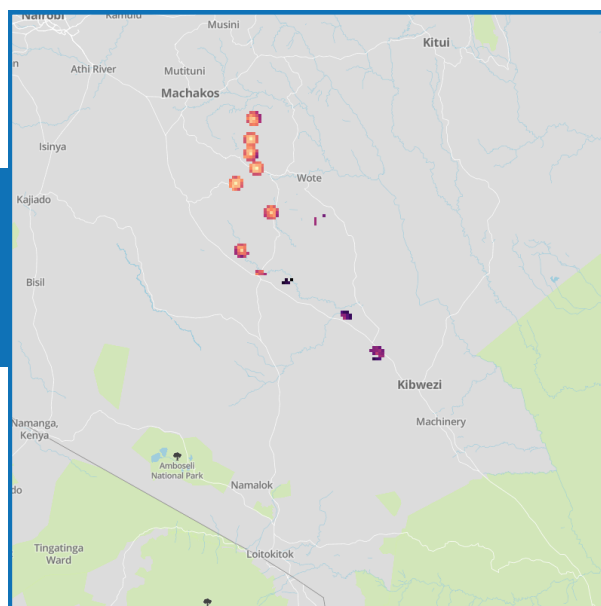 Nairobi
Kamulu
Musini
Kitui
n
Athi River
Mutituni
Machakos
Isinya
Wote
Kajiado
Bisil
Kibwezi
Machinery
Namanga,
Kenya
Amboseli
National Park
Namalok
do
Tingatinga
Ward
Loitokitok